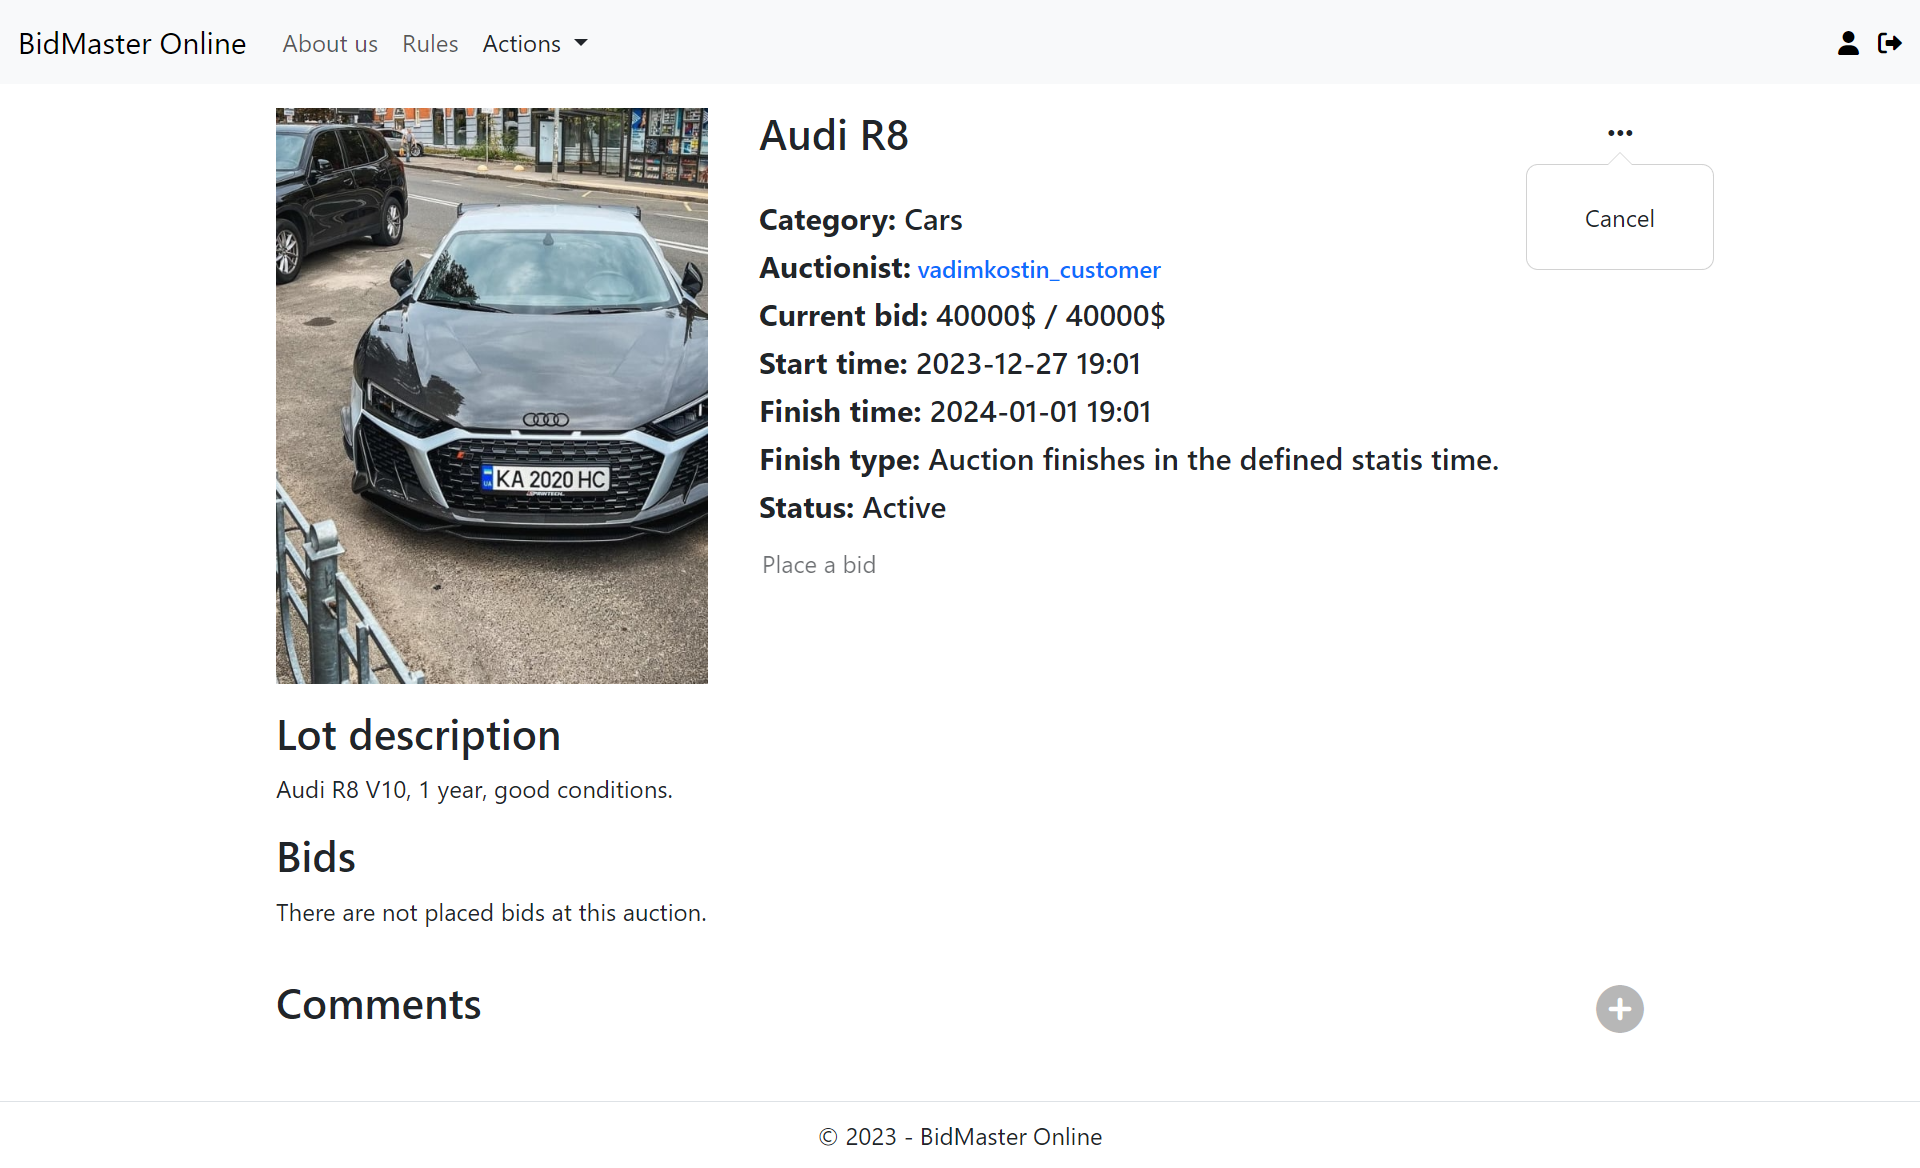 BidMaster Online
About us
Rules
Actions
Audi R8
Category: Cars
Auctionist: vadimkostin_customer
Current bid: 40000$ / 40000$
Start time: 2023-12-27 19:01
Finish time: 2024-01-01 19:01
Finish type: Auction finishes in the defined statis time.
Status: Active
Place a bid
Cancel
UA KA 2020 HC
Lot description
Audi R8 V10, 1 year, good conditions.
Bids
There are not placed bids at this auction.
Comments
© 2023 - BidMaster Online